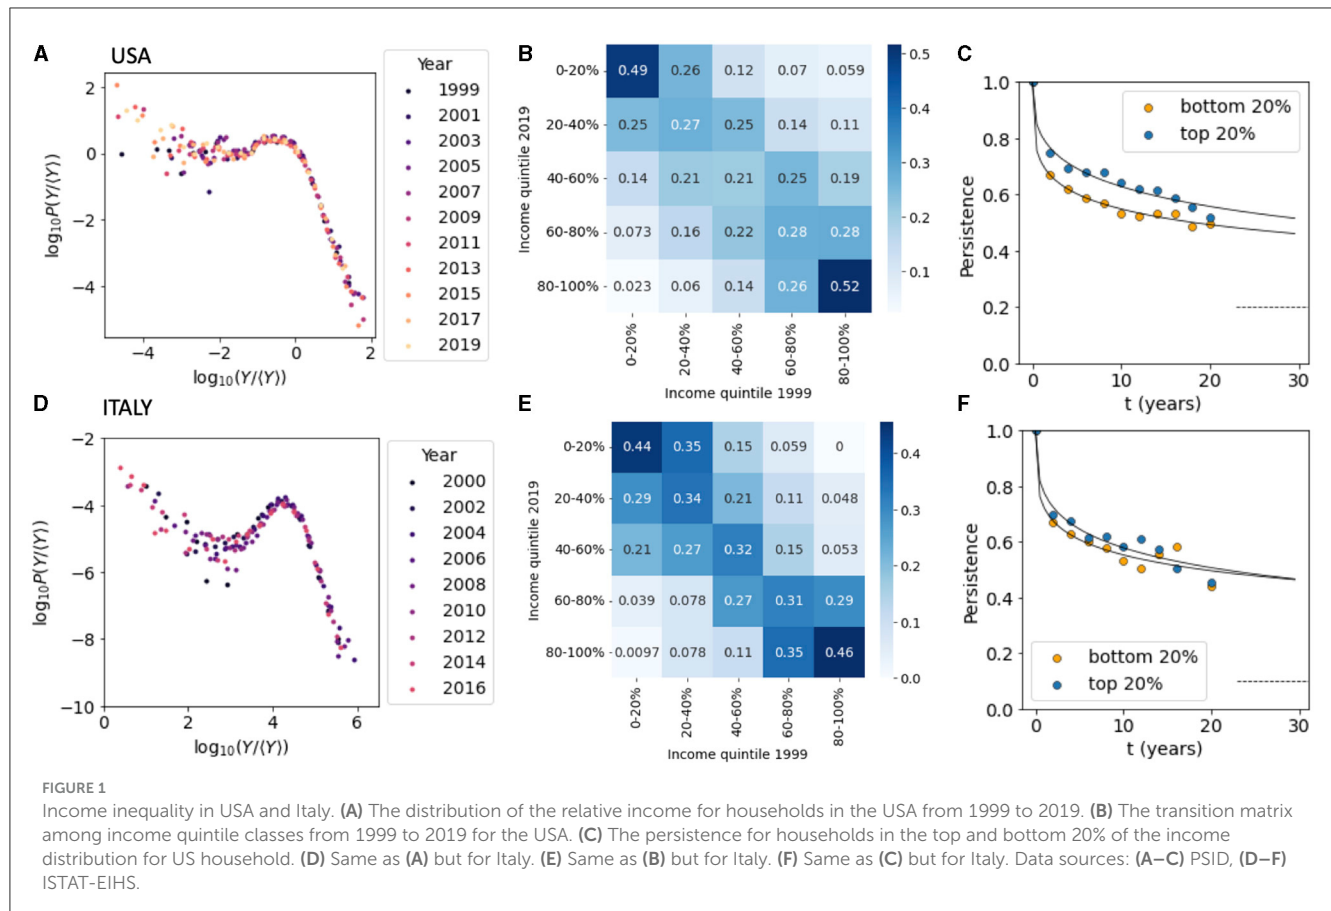 A
USA
log10P(Y/⟨Y⟩)
2
0
−2
−4
−4
−2
0
2
log10(Y/⟨Y⟩)
Year
1999
2001
2003
2005
2007
2009
2011
2013
2015
2017
2019
B
Income quintile 2019
0-20%
0.49 0.26 0.12 0.07 0.059
20-40%
0.25 0.27 0.25 0.14 0.11
40-60%
0.14 0.21 0.21 0.25 0.19
60-80%
0.073 0.16 0.22 0.28 0.28
80-100%
0.023 0.06 0.14 0.26 0.52
0-20%
20-40%
40-60%
60-80%
80-100%
Income quintile 1999
0.5
0.4
0.3
0.2
0.1
C
Persistence
1.0
0.8
0.6
0.4
0.2
0.0
bottom 20%
top 20%
0
10
20
30
t (years)
D
ITALY
log10P(Y/⟨Y⟩)
−2
−4
−6
−8
−10
0
2
4
6
log10(Y/⟨Y⟩)
Year
2000
2002
2004
2006
2008
2010
2012
2014
2016
E
Income quintile 2019
0-20%
0.44 0.35 0.15 0.059 0
20-40%
0.29 0.34 0.21 0.11 0.048
40-60%
0.21 0.27 0.32 0.15 0.053
60-80%
0.039 0.078 0.27 0.31 0.29
80-100%
0.0097 0.078 0.11 0.35 0.46
0-20%
20-40%
40-60%
60-80%
80-100%
Income quintile 1999
0.4
0.3
0.2
0.1
0.0
F
Persistence
1.0
0.8
0.6
0.4
0.2
0.0
bottom 20%
top 20%
0
10
20
30
t (years)
FIGURE 1
Income inequality in USA and Italy. (A) The distribution of the relative income for households in the USA from 1999 to 2019. (B) The transition matrix
among income quintile classes from 1999 to 2019 for the USA. (C) The persistence for households in the top and bottom 20% of the income
distribution for US household. (D) Same as (A) but for Italy. (E) Same as (B) but for Italy. (F) Same as (C) but for Italy. Data sources: (A–C) PSID, (D–F)
ISTAT-EIHS.